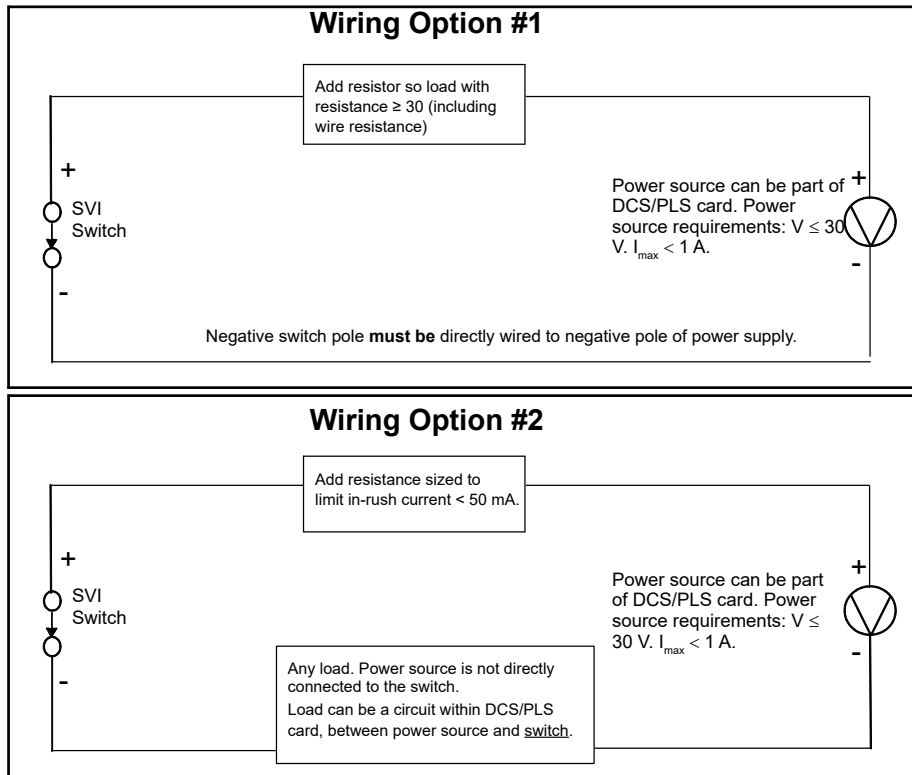 Wiring Option #1
Add resistor so load with
resistance ≥ 30 (including
wire resistance)
+
SVI
Switch
-
Power source can be part of
DCS/PLS card. Power
source requirements: V ≤ 30
V. Imax < 1 A.
+
-
Negative switch pole must be directly wired to negative pole of power supply.
Wiring Option #2
Add resistance sized to
limit in-rush current < 50 mA.
+
SVI
Switch
-
Power source can be part
of DCS/PLS card. Power
source requirements: V ≤
30 V. Imax < 1 A.
+
-
Any load. Power source is not directly
connected to the switch.
Load can be a circuit within DCS/PLS
card, between power source and switch.